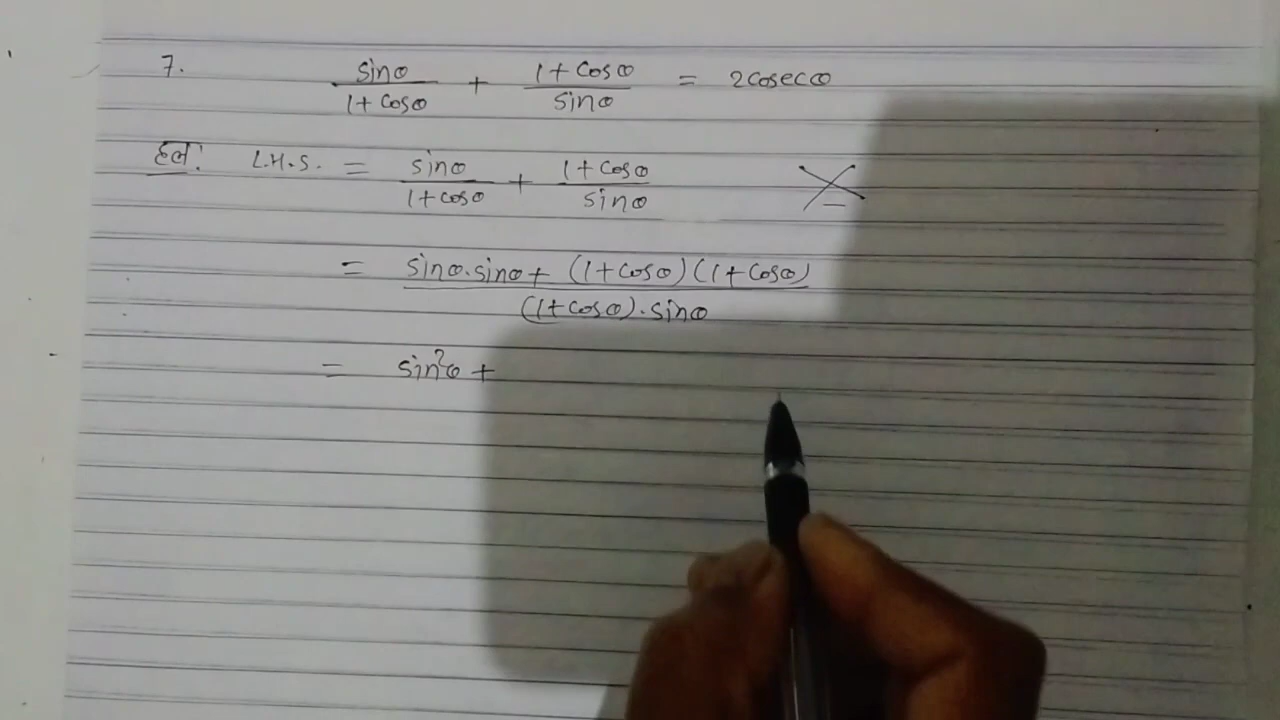 7. sinθ/(1+cosθ) + (1+cosθ)/sinθ = 2cosecθ
हल: L.H.S. = sinθ/(1+cosθ) + (1+cosθ)/sinθ
= (sinθ.sinθ + (1+cosθ)(1+cosθ))/((1+cosθ).sinθ)
= sin²θ +